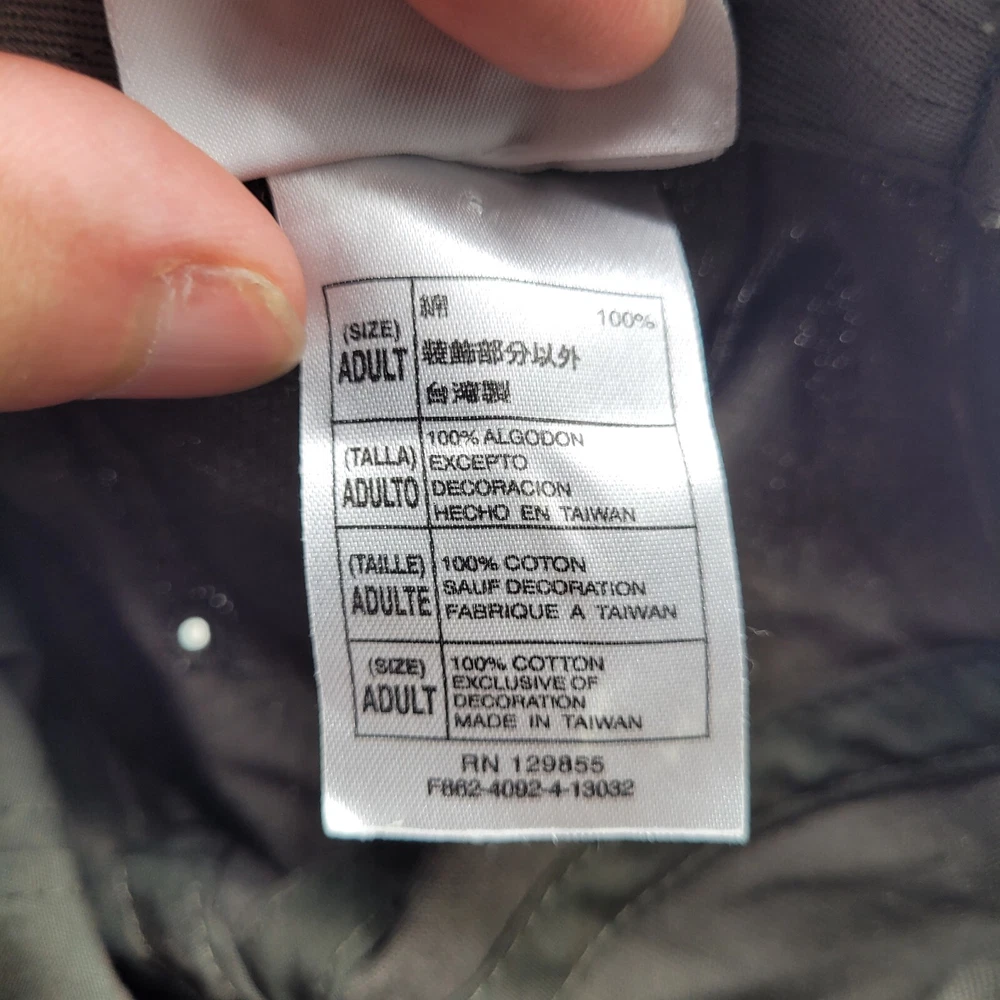 (SIZE)
ADULT
綿 100%
装飾部分以外
台湾製
(TALLA)
ADULTO
100% ALGODON
EXCEPTO
DECORACION
HECHO EN TAIWAN
(TAILLE)
ADULTE
100% COTON
SAUF DECORATION
FABRIQUE A TAIWAN
(SIZE)
ADULT
100% COTTON
EXCLUSIVE OF
DECORATION
MADE IN TAIWAN
RN 129855
F862-4092-4-13032